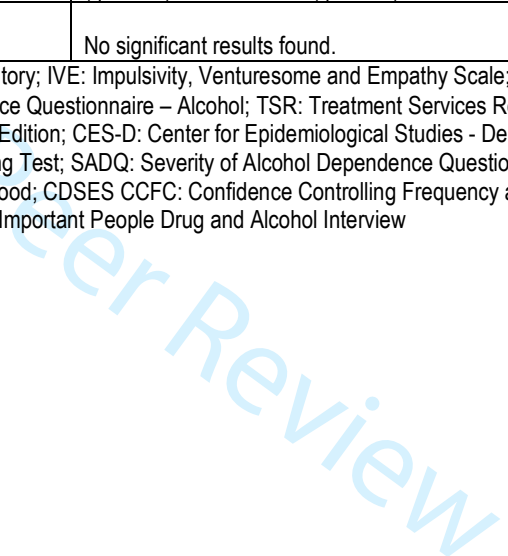 No significant results found.
tory; IVE: Impulsivity, Venturesome and Empathy Scale;
ce Questionnaire – Alcohol; TSR: Treatment Services R
Edition; CES-D: Center for Epidemiological Studies - De
ng Test; SADQ: Severity of Alcohol Dependence Questio
ood; CDSES CCFC: Confidence Controlling Frequency a
Important People Drug and Alcohol Interview
Peer Review